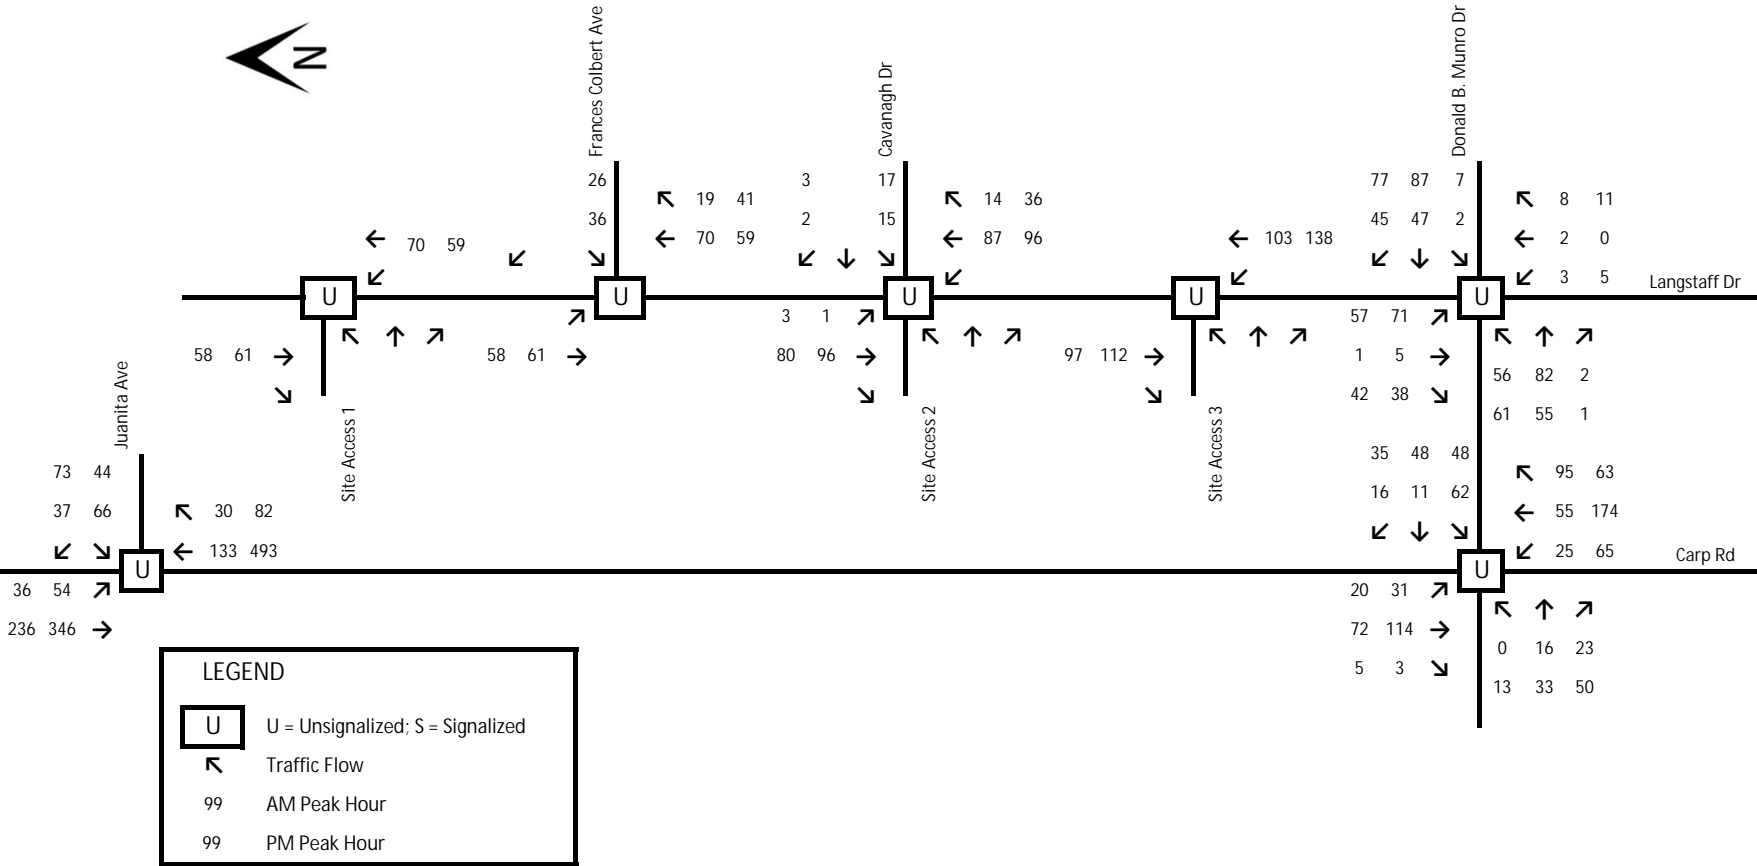 N
Frances Colbert Ave
Cavanagh Dr
Donald B. Munro Dr
26
3 17
77 87 7
19 41
14 36
8 11
36
2 15
45 47 2
70 59
70 59
87 96
103 138
2 0
3 5
Langstaff Dr
U U U U U
3 1
57 71
58 61
58 61
80 96
97 112
1 5
56 82 2
42 38
61 55 1
Juanita Ave
Site Access 1
Site Access 2
Site Access 3
73 44
35 48 48
95 63
37 66
30 82
16 11 62
55 174
133 493
25 65
Carp Rd
U U
36 54
20 31
236 346
72 114
0 16 23
5 3
13 33 50
LEGEND
U U = Unsignalized; S = Signalized
Traffic Flow
99 AM Peak Hour
99 PM Peak Hour